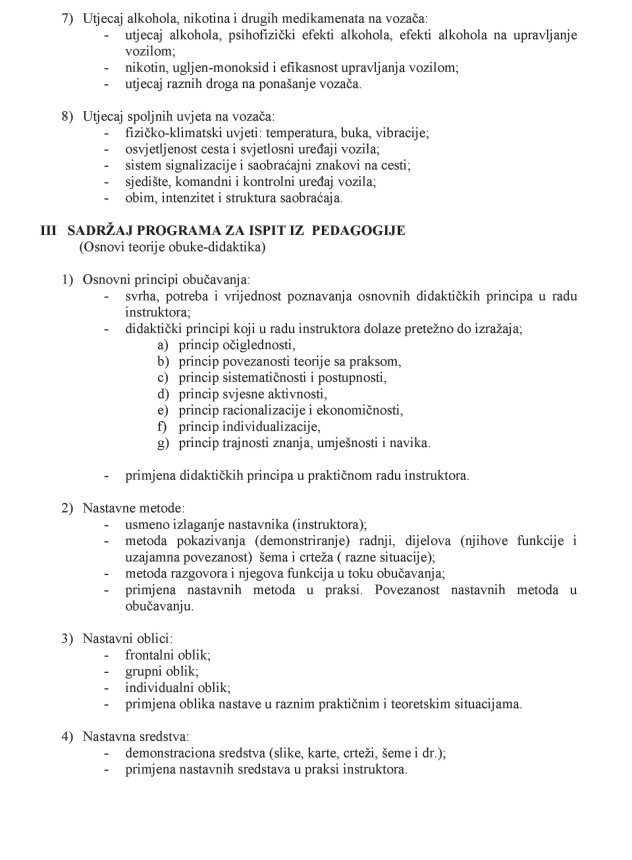 7) Utjecaj alkohola, nikotina i drugih medikamenata na vozača:
- utjecaj alkohola, psihofizički efekti alkohola, efekti alkohola na upravljanje
vozilom;
- nikotin, ugljen-monoksid i efikasnost upravljanja vozilom;
- utjecaj raznih droga na ponašanje vozača.
8) Utjecaj spoljnih uvjeta na vozača:
- fizičko-klimatski uvjeti: temperatura, buka, vibracije;
- osvjetljenost cesta i svjetlosni uređaji vozila;
- sistem signalizacije i saobraćajni znakovi na cesti;
- sjedište, komandni i kontrolni uređaj vozila;
- obim, intenzitet i struktura saobraćaja.
III SADRŽAJ PROGRAMA ZA ISPIT IZ PEDAGOGIJE
(Osnovi teorije obuke-didaktika)
1) Osnovni principi obučavanja:
- svrha, potreba i vrijednost poznavanja osnovnih didaktičkih principa u radu
instruktora;
- didaktički principi koji u radu instruktora dolaze pretežno do izražaja;
a) princip očiglednosti,
b) princip povezanosti teorije sa praksom,
c) princip sistematičnosti i postupnosti,
d) princip svjesne aktivnosti,
e) princip racionalizacije i ekonomičnosti,
f) princip individualizacije,
g) princip trajnosti znanja, umješnosti i navika.
- primjena didaktičkih principa u praktičnom radu instruktora.
2) Nastavne metode:
- usmeno izlaganje nastavnika (instruktora);
- metoda pokazivanja (demonstriranje) radnji, dijelova (njihove funkcije i
uzajamna povezanost) šema i crteža ( razne situacije);
- metoda razgovora i njegova funkcija u toku obučavanja;
- primjena nastavnih metoda u praksi. Povezanost nastavnih metoda u
obučavanju.
3) Nastavni oblici:
- frontalni oblik;
- grupni oblik;
- individualni oblik;
- primjena oblika nastave u raznim praktičnim i teoretskim situacijama.
4) Nastavna sredstva:
- demonstraciona sredstva (slike, karte, crteži, šeme i dr.);
- primjena nastavnih sredstava u praksi instruktora.